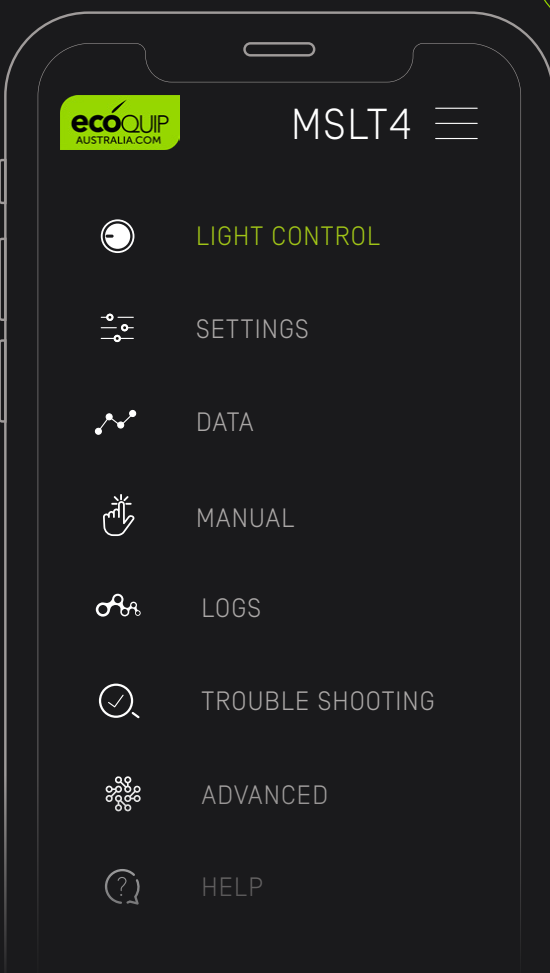 ecoQUIP
AUSTRALIA.COM
MSLT4
LIGHT CONTROL
SETTINGS
DATA
MANUAL
LOGS
TROUBLE SHOOTING
ADVANCED
?
HELP